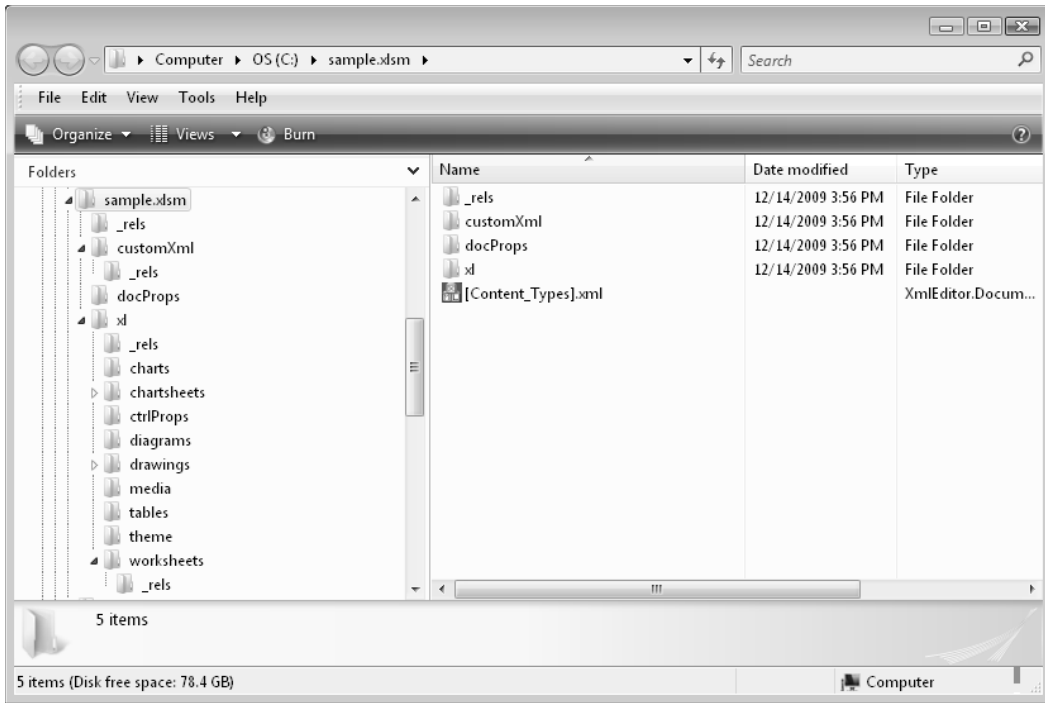 Computer OS (C:) sample.xlsm
Search
File Edit View Tools Help
Organize Views Burn
Folders
sample.xlsm
_rels
customXml
_rels
docProps
xl
_rels
charts
chartsheets
ctrlProps
diagrams
drawings
media
tables
theme
worksheets
_rels
Name Date modified Type
_rels 12/14/2009 3:56 PM File Folder
customXml 12/14/2009 3:56 PM File Folder
docProps 12/14/2009 3:56 PM File Folder
xl 12/14/2009 3:56 PM File Folder
[Content_Types].xml XmlEditor.Docum...
5 items
5 items (Disk free space: 78.4 GB) Computer